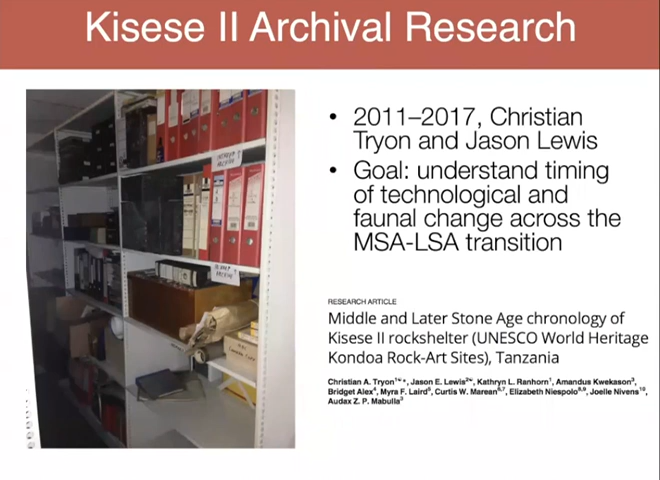 Kisese II Archival Research
• 2011–2017, Christian
Tryon and Jason Lewis
• Goal: understand timing
of technological and
faunal change across the
MSA-LSA transition
RESEARCH ARTICLE
Middle and Later Stone Age chronology of
Kisese II rockshelter (UNESCO World Heritage
Kondoa Rock-Art Sites), Tanzania
Christian A. Tryon, Jason E. Lewis, Kathryn L. Ranhorn, Amandus Kwekason,
Bridget Alex, Myra F. Laird, Curtis W. Marean, Elizabeth Niespolo, Joelle Nivens,
Audax Z. P. Mabulla